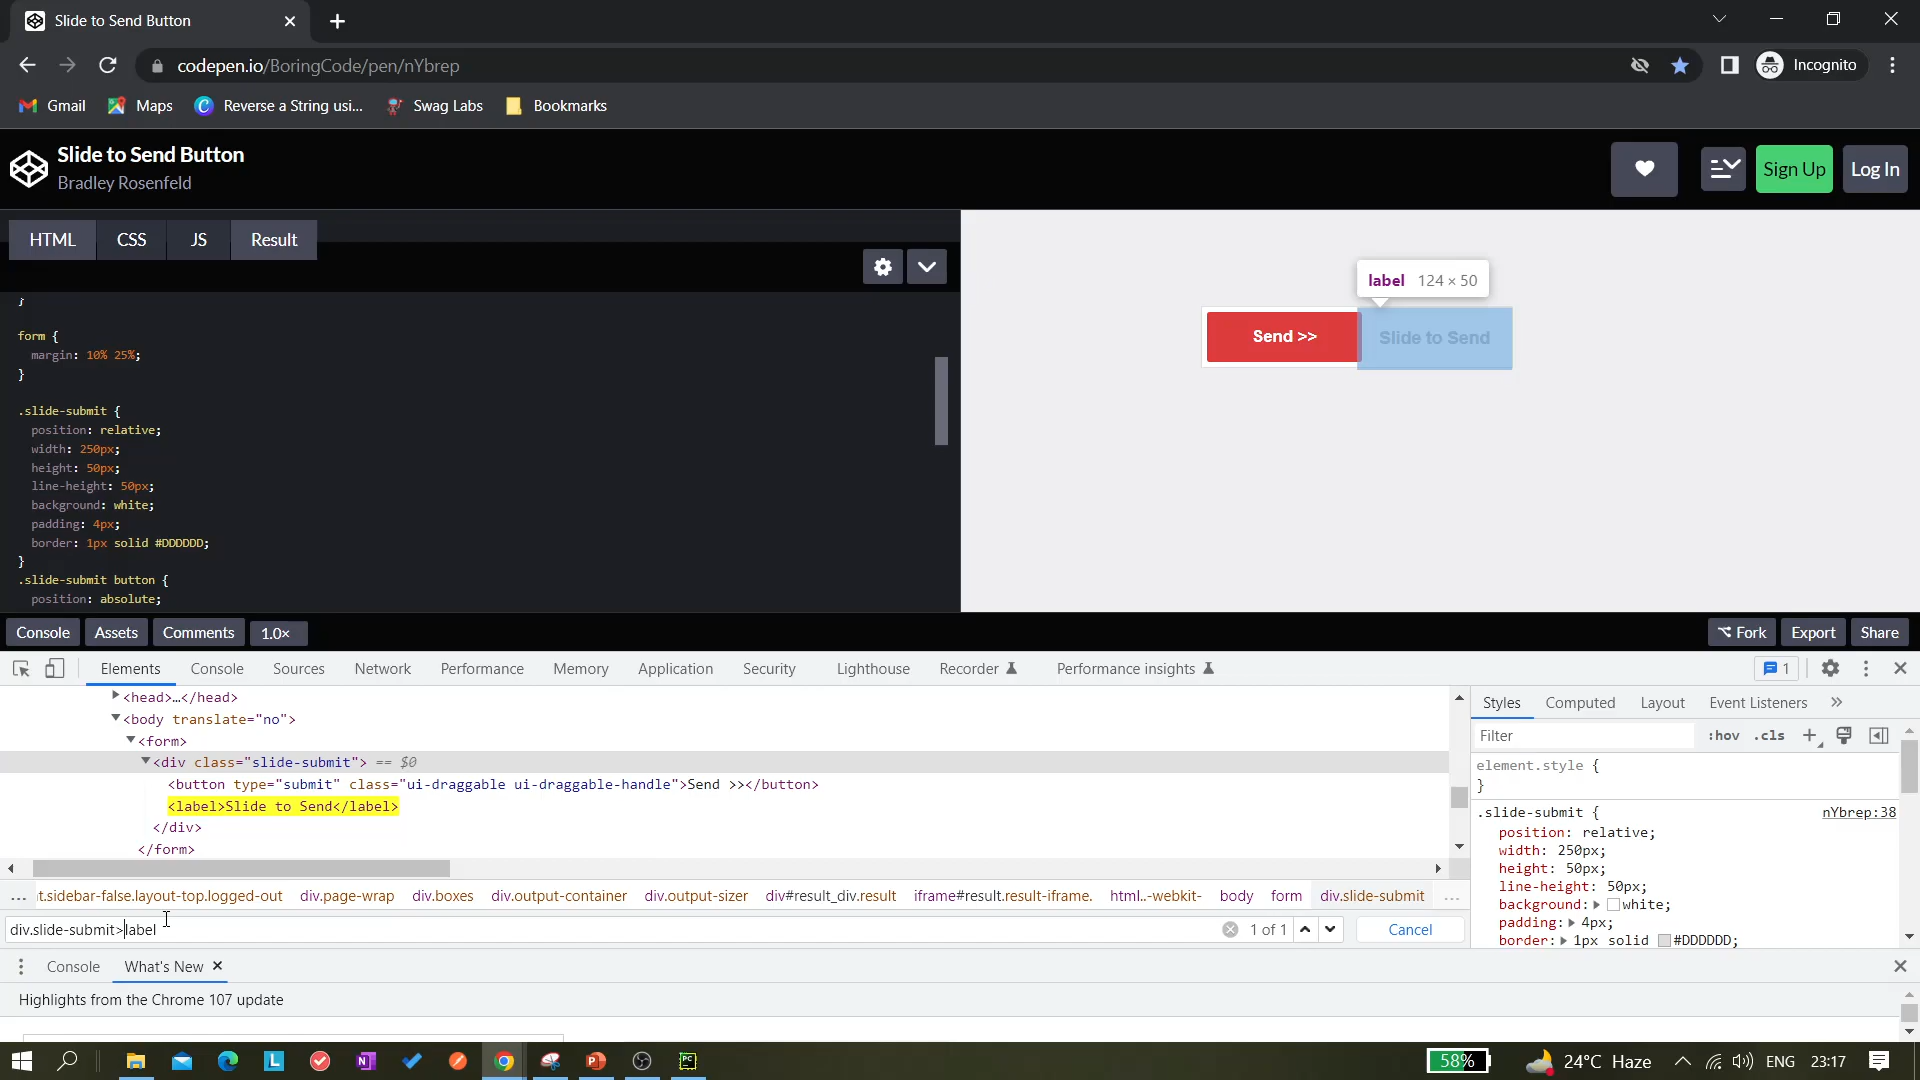 Slide to Send Button
codepen.io/BoringCode/pen/nYbrep
Incognito
Gmail
Maps
Reverse a String usi...
Swag Labs
Bookmarks
Slide to Send Button
Bradley Rosenfeld
Sign Up
Log In
HTML
CSS
JS
Result
}
form {
margin: 10% 25%;
}
.slide-submit {
position: relative;
width: 250px;
height: 50px;
line-height: 50px;
background: white;
padding: 4px;
border: 1px solid #DDDDDD;
}
.slide-submit button {
position: absolute;
label 124 × 50
Send >>
Slide to Send
Console
Assets
Comments
1.0×
Fork
Export
Share
Elements
Console
Sources
Network
Performance
Memory
Application
Security
Lighthouse
Recorder
Performance insights
1
<head>…</head>
<body translate="no">
<form>
<div class="slide-submit"> == $0
<button type="submit" class="ui-draggable ui-draggable-handle">Send >></button>
<label>Slide to Send</label>
</div>
</form>
Styles
Computed
Layout
Event Listeners
»
Filter
:hov
.cls
+
element.style {
}
.slide-submit {
nYbrep:38
position: relative;
width: 250px;
height: 50px;
line-height: 50px;
background: white;
padding: 4px;
border: 1px solid #DDDDDD;
... t.sidebar-false.layout-top.logged-out div.page-wrap div.boxes div.output-container div.output-sizer div#result_div.result iframe#result.result-iframe. html..-webkit- body form div.slide-submit ...
div.slide-submit>label
1 of 1
Cancel
Console
What's New
Highlights from the Chrome 107 update
58%
24°C Haze
ENG
23:17